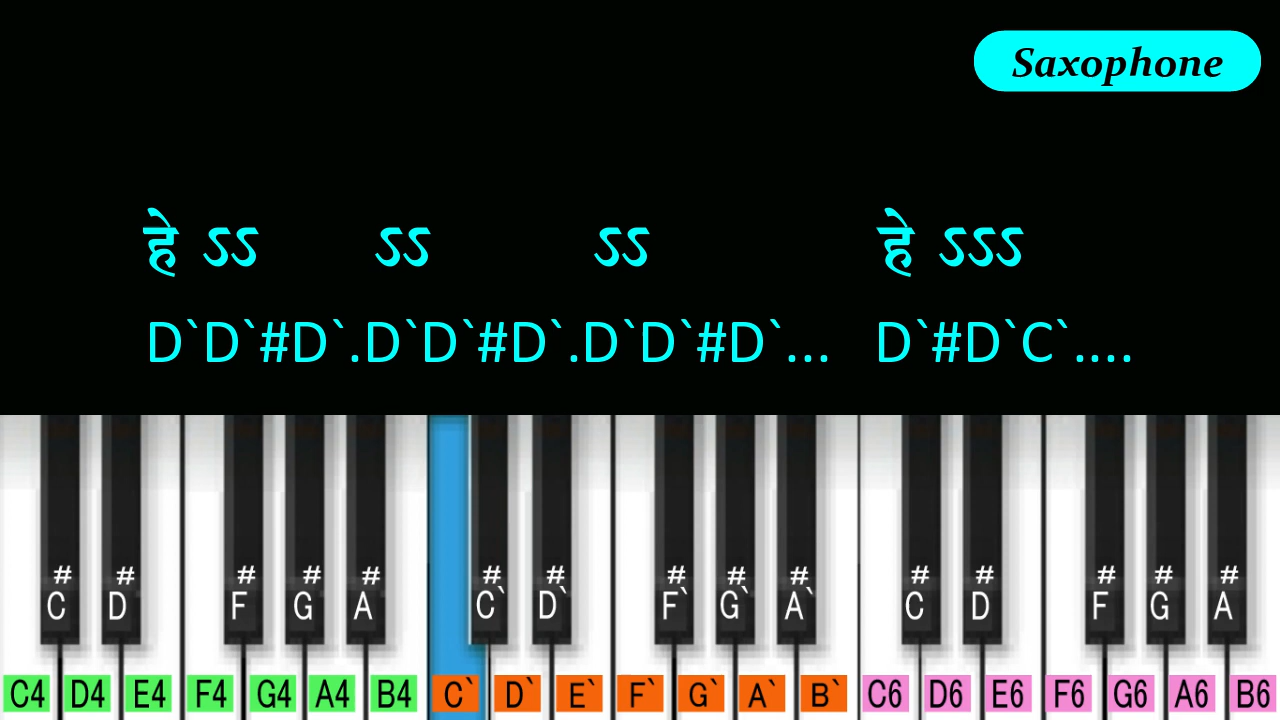 Saxophone
हे ऽऽ ऽऽ ऽऽ हे ऽऽऽ
D`D`#D`.D`D`#D`.D`D`#D`... D`#D`C`....
# # # # # # # # # # # # # # #
C D F G A C` D` F` G` A` C D F G A
C4 D4 E4 F4 G4 A4 B4 C` D` E` F` G` A` B` C6 D6 E6 F6 G6 A6 B6